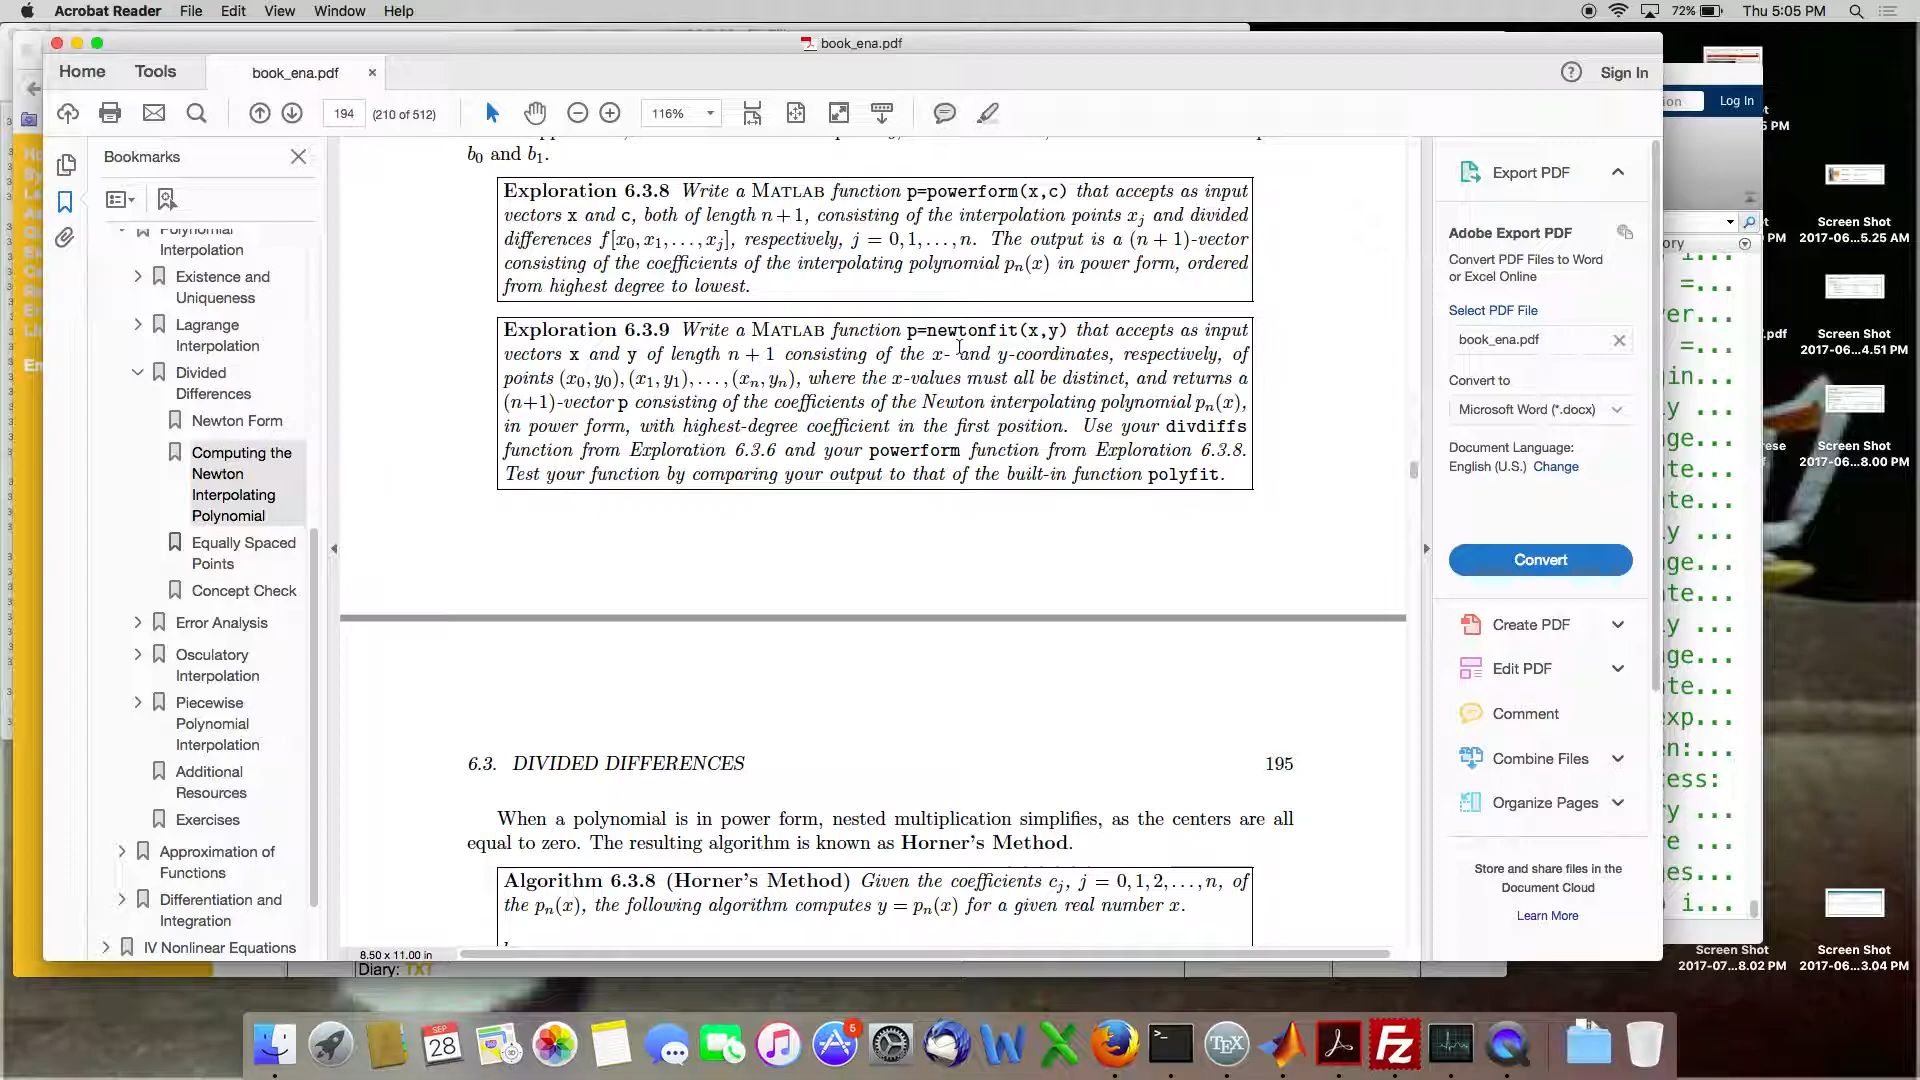 Acrobat Reader File Edit View Window Help
72% Thu 5:05 PM
book_ena.pdf
Home Tools book_ena.pdf × Sign In
194 (210 of 512) 116%
Bookmarks
Polynomial
Interpolation
Existence and
Uniqueness
Lagrange
Interpolation
Divided
Differences
Newton Form
Computing the
Newton
Interpolating
Polynomial
Equally Spaced
Points
Concept Check
Error Analysis
Osculatory
Interpolation
Piecewise
Polynomial
Interpolation
Additional
Resources
Exercises
Approximation of
Functions
Differentiation and
Integration
IV Nonlinear Equations
b₀ and b₁.
Exploration 6.3.8 Write a MATLAB function p=powerform(x,c) that accepts as input
vectors x and c, both of length n + 1, consisting of the interpolation points xⱼ and divided
differences f[x₀, x₁, . . . , xⱼ], respectively, j = 0, 1, . . . , n. The output is a (n + 1)-vector
consisting of the coefficients of the interpolating polynomial pₙ(x) in power form, ordered
from highest degree to lowest.
Exploration 6.3.9 Write a MATLAB function p=newtonfit(x,y) that accepts as input
vectors x and y of length n + 1 consisting of the x- and y-coordinates, respectively, of
points (x₀, y₀), (x₁, y₁), . . . , (xₙ, yₙ), where the x-values must all be distinct, and returns a
(n+1)-vector p consisting of the coefficients of the Newton interpolating polynomial pₙ(x),
in power form, with highest-degree coefficient in the first position. Use your divdiffs
function from Exploration 6.3.6 and your powerform function from Exploration 6.3.8.
Test your function by comparing your output to that of the built-in function polyfit.
6.3. DIVIDED DIFFERENCES 195
When a polynomial is in power form, nested multiplication simplifies, as the centers are all
equal to zero. The resulting algorithm is known as Horner's Method.
Algorithm 6.3.8 (Horner's Method) Given the coefficients cⱼ, j = 0, 1, 2, . . . , n, of
the pₙ(x), the following algorithm computes y = pₙ(x) for a given real number x.
8.50 x 11.00 in
Diary: TXT
Export PDF
Adobe Export PDF
Convert PDF Files to Word
or Excel Online
Select PDF File
book_ena.pdf
Convert to
Microsoft Word (*.docx)
Document Language:
English (U.S.) Change
Convert
Create PDF
Edit PDF
Comment
Combine Files
Organize Pages
Store and share files in the
Document Cloud
Learn More
Log In
Screen Shot
2017-06...5.25 AM
Screen Shot
2017-06...4.51 PM
Screen Shot
2017-06...8.00 PM
Screen Shot
2017-07...8.02 PM
Screen Shot
2017-06...3.04 PM
SEP
28
5
TEX